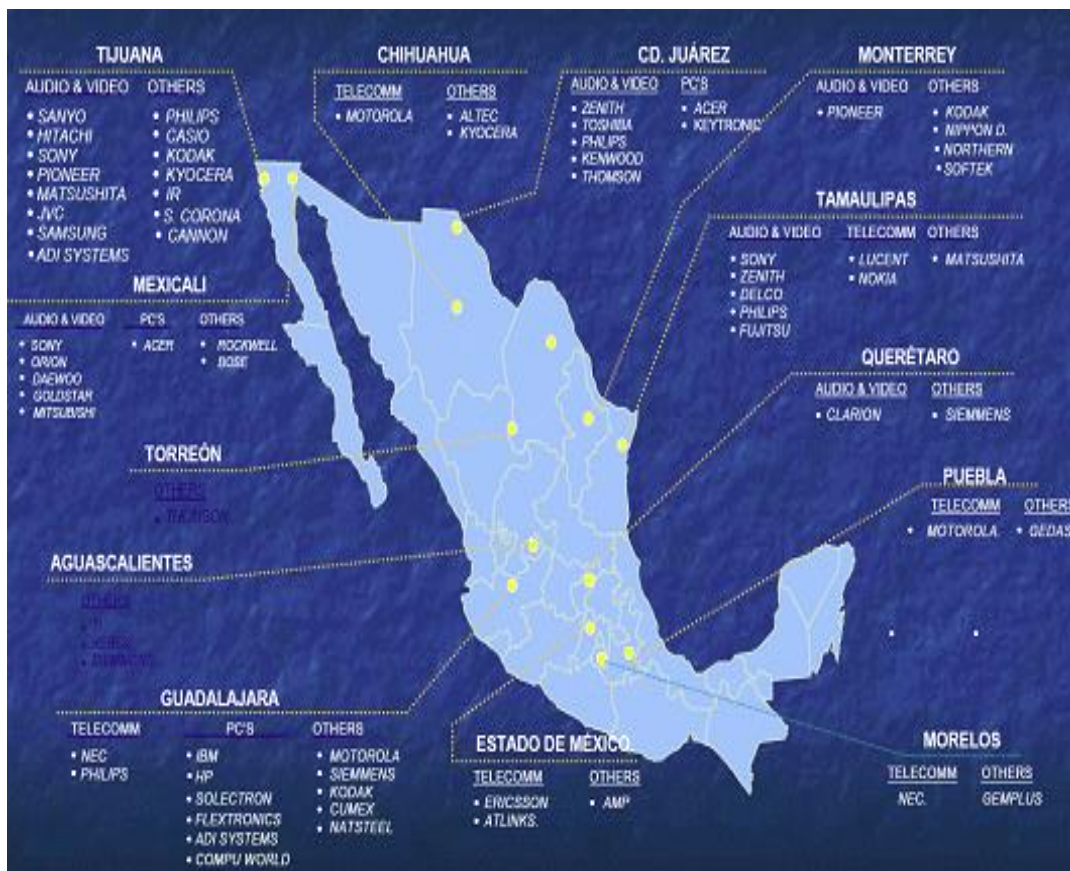 TIJUANA
AUDIO & VIDEO
• SANYO
• HITACHI
• SONY
• PIONEER
• MATSUSHITA
• JVC
• SAMSUNG
• ADI SYSTEMS
OTHERS
• PHILIPS
• CASIO
• KODAK
• KYOCERA
• IR
• S. CORONA
• CANNON
CHIHUAHUA
TELECOMM
• MOTOROLA
OTHERS
• ALTEC
• KYOCERA
CD. JUÁREZ
AUDIO & VIDEO
• ZENITH
• TOSHIBA
• PHILIPS
• KENWOOD
• THOMSON
PC'S
• ACER
• KEYTRONIC
MONTERREY
AUDIO & VIDEO
• PIONEER
OTHERS
• KODAK
• NIPPON D.
• NORTHERN
• SOFTEK
TAMAULIPAS
AUDIO & VIDEO
• SONY
• ZENITH
• DELCO
• PHILIPS
• FUJITSU
TELECOMM
• LUCENT
• NOKIA
OTHERS
• MATSUSHITA
MEXICALI
AUDIO & VIDEO
• SONY
• ORION
• DAEWOO
• GOLDSTAR
• MITSUBISHI
PC'S
• ACER
OTHERS
• ROCKWELL
• BOSE
QUERÉTARO
AUDIO & VIDEO
• CLARION
OTHERS
• SIEMMENS
TORREÓN
OTHERS
• THOMSON
PUEBLA
TELECOMM
• MOTOROLA.
OTHERS
• GEDAS
AGUASCALIENTES
OTHERS
GUADALAJARA
TELECOMM
• NEC
• PHILIPS
PC'S
• IBM
• HP
• SOLECTRON
• FLEXTRONICS
• ADI SYSTEMS
• COMPU WORLD
OTHERS
• MOTOROLA
• SIEMMENS
• KODAK
• CUMEX
• NATSTEEL
ESTADO DE MÉXICO
TELECOMM
• ERICSSON
• ATLINKS.
OTHERS
• AMP
MORELOS
TELECOMM
NEC.
OTHERS
GEMPLUS